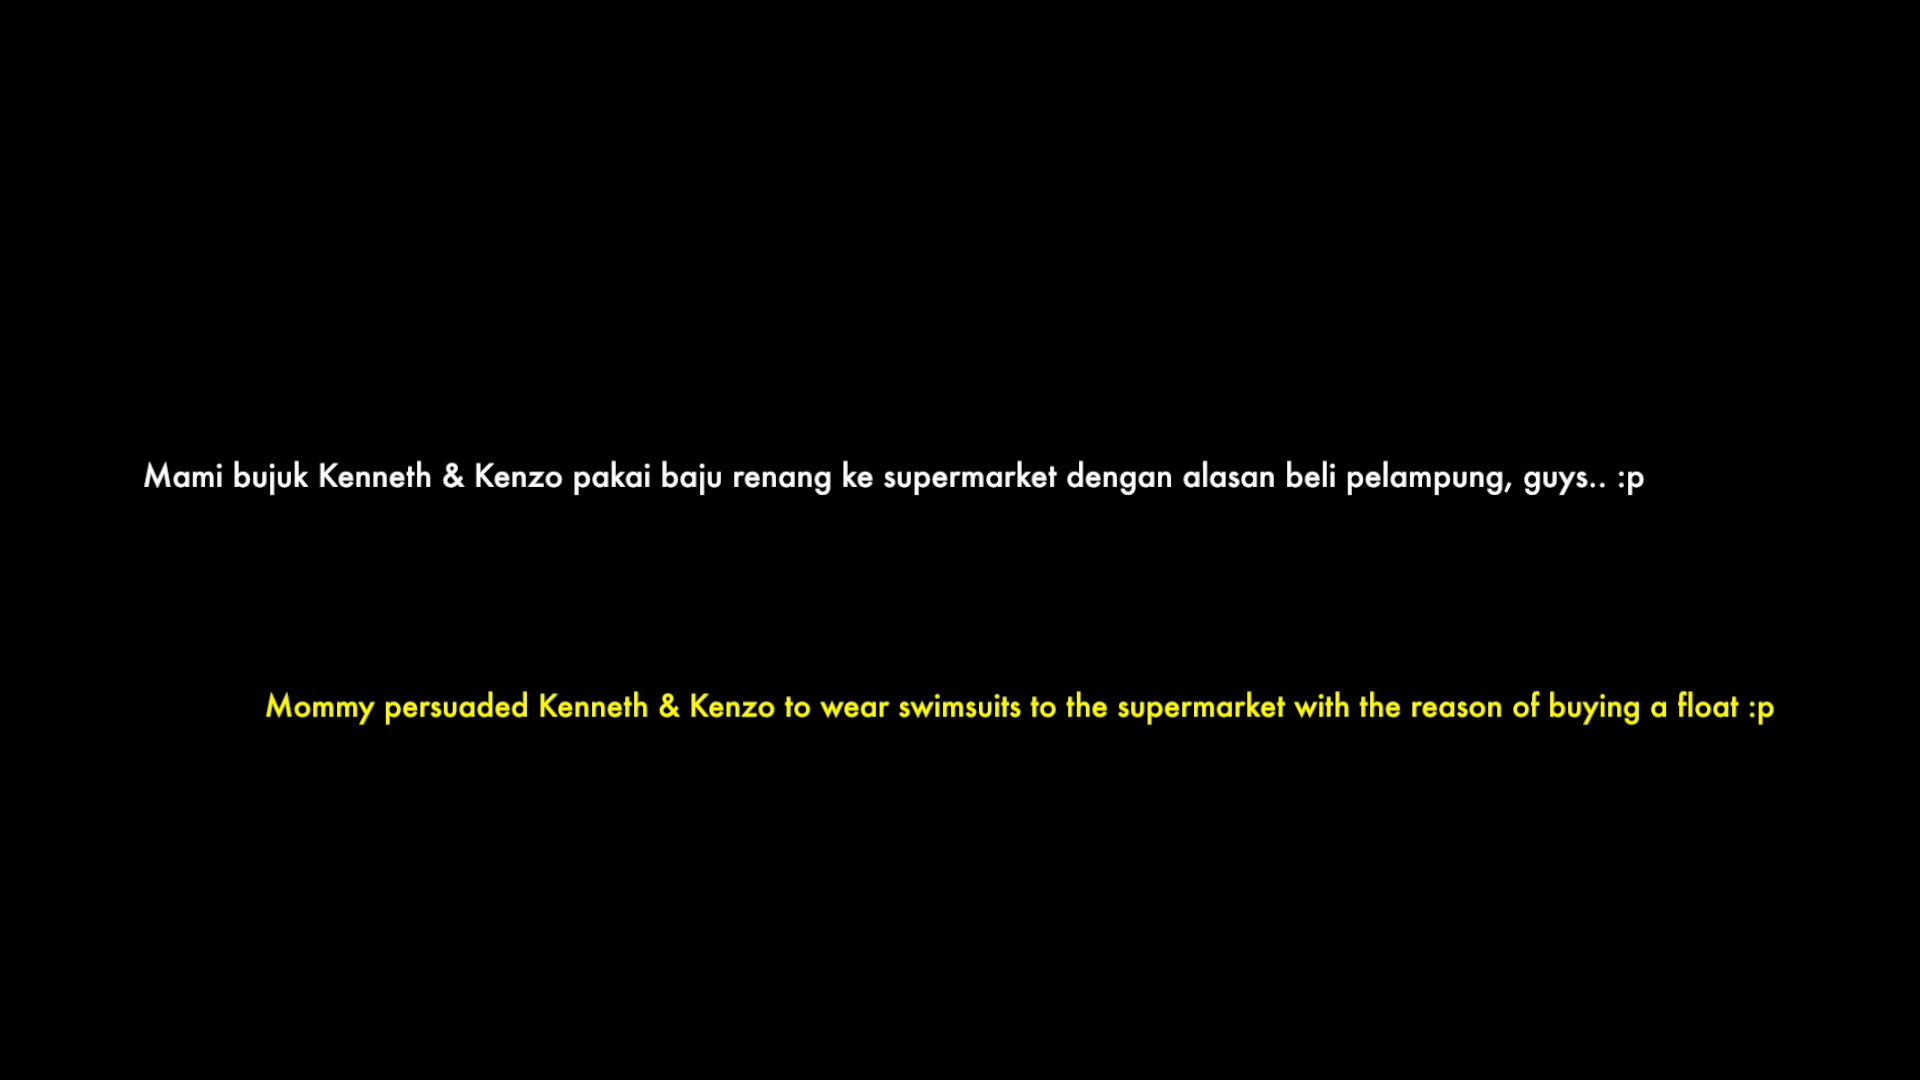 Mami bujuk Kenneth & Kenzo pakai baju renang ke supermarket dengan alasan beli pelampung, guys.. :p
Mommy persuaded Kenneth & Kenzo to wear swimsuits to the supermarket with the reason of buying a float :p